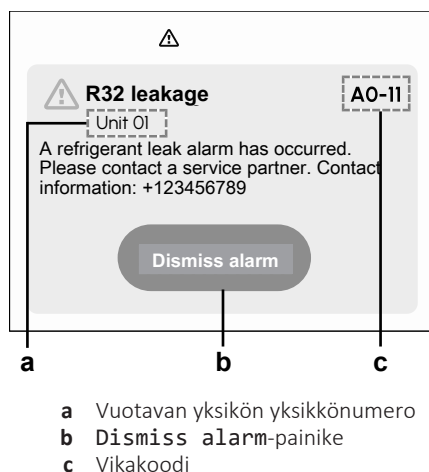 R32 leakage
A0-11
Unit 01
A refrigerant leak alarm has occurred.
Please contact a service partner. Contact
information: +123456789
Dismiss alarm
a
b
c
a Vuotavan yksikön yksikkönumero
b Dismiss alarm-painike
c Vikakoodi